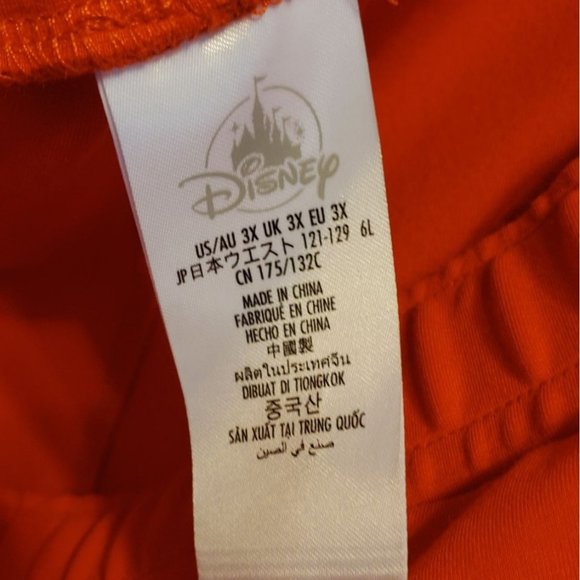 Disney
US/AU 3X UK 3X EU 3X
JP日本ウエスト 121-129 6L
CN 175/132C
MADE IN CHINA
FABRIQUÉ EN CHINE
HECHO EN CHINA
中國製
ผลิตในประเทศจีน
DIBUAT DI TIONGKOK
중국산
SẢN XUẤT TẠI TRUNG QUỐC
صنع في الصين